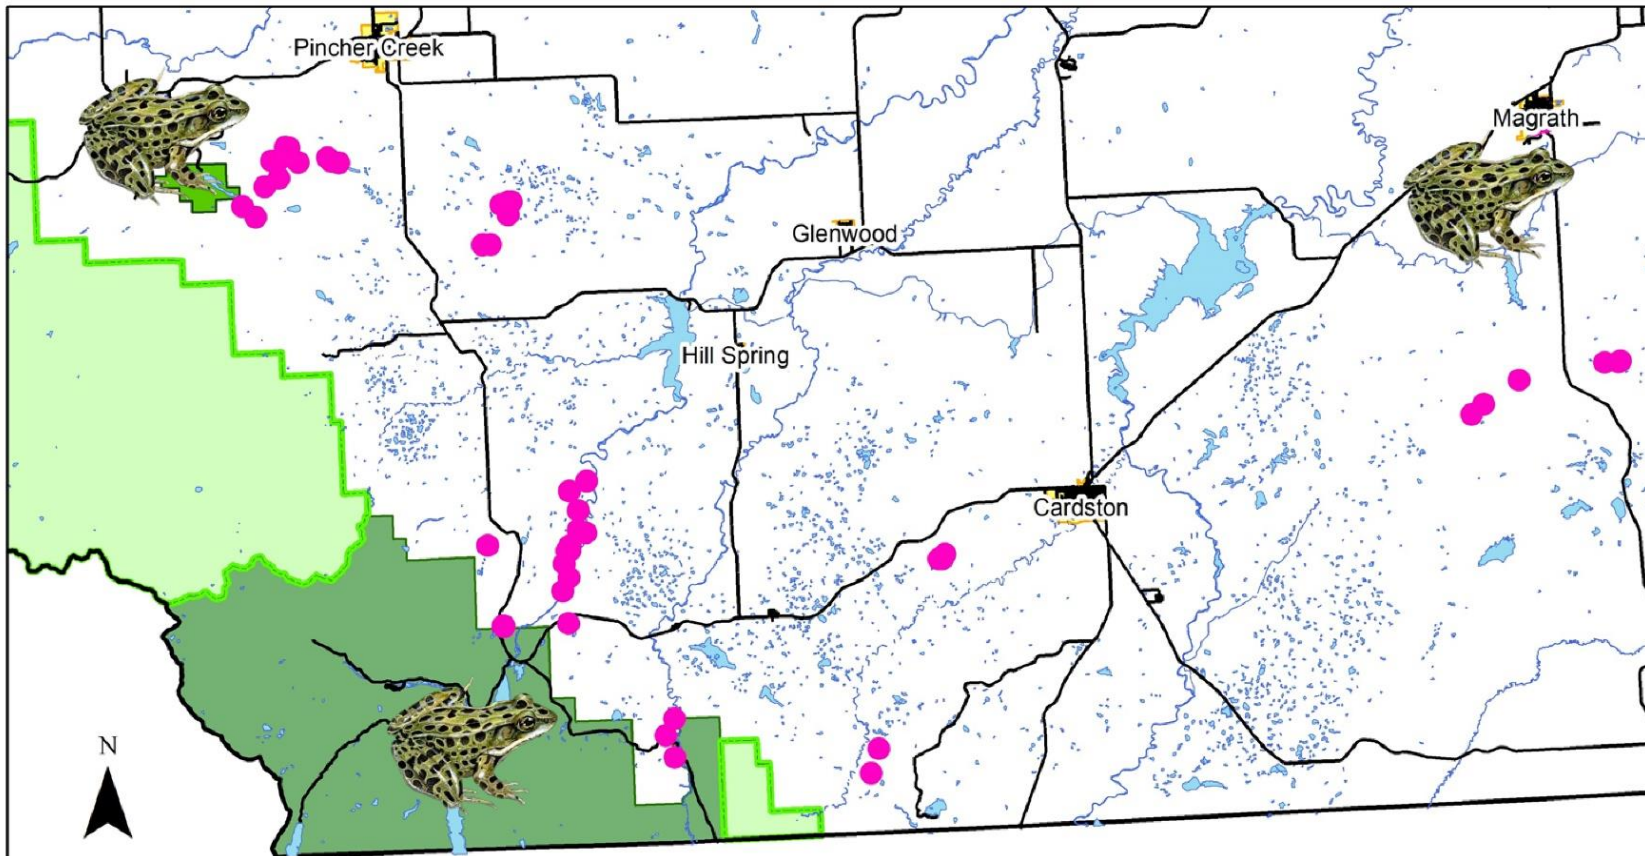 Pincher Creek
Magrath
Glenwood
Hill Spring
Cardston
N